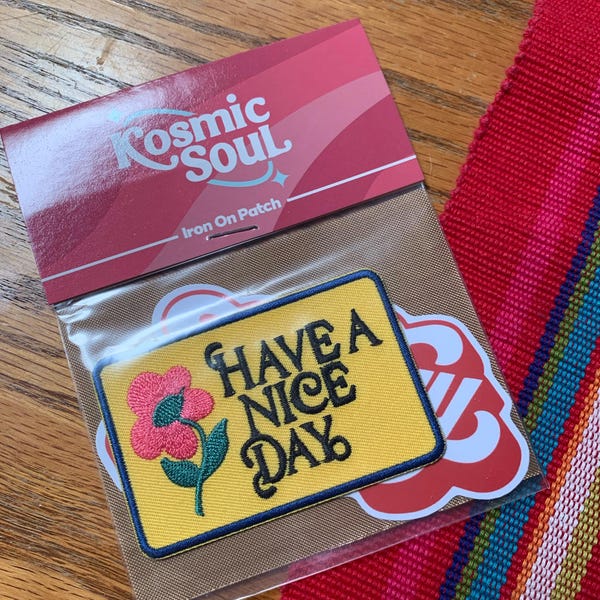 Kosmic
SOUL
Iron On Patch
HAVE A
NICE
DAY